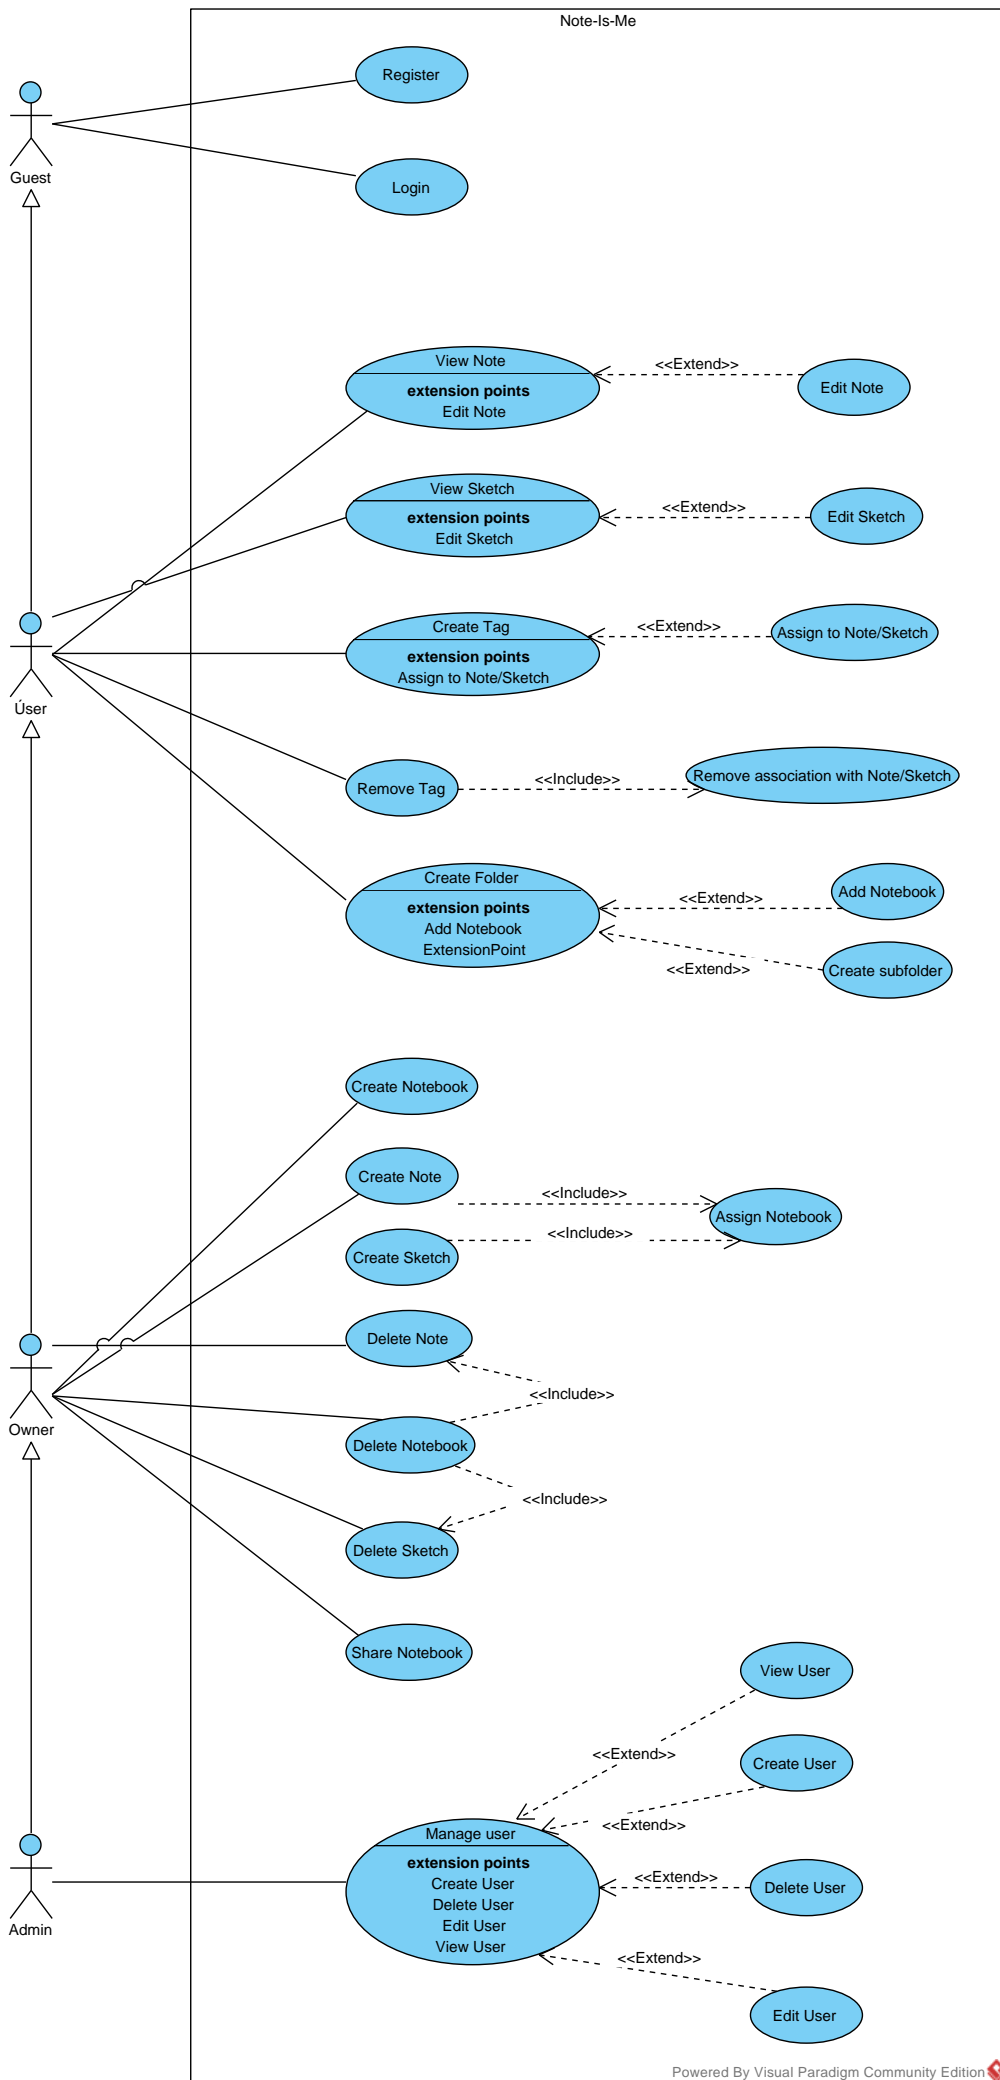 Note-Is-Me
Register
Guest
Login
View Note
extension points
Edit Note
<<Extend>>
Edit Note
View Sketch
extension points
Edit Sketch
<<Extend>>
Edit Sketch
Úser
Create Tag
extension points
Assign to Note/Sketch
<<Extend>>
Assign to Note/Sketch
Remove Tag
<<Include>>
Remove association with Note/Sketch
Create Folder
extension points
Add Notebook
ExtensionPoint
<<Extend>>
Add Notebook
<<Extend>>
Create subfolder
Create Notebook
Create Note
<<Include>>
Assign Notebook
Create Sketch
<<Include>>
Delete Note
<<Include>>
Owner
Delete Notebook
<<Include>>
Delete Sketch
Share Notebook
View User
<<Extend>>
Create User
<<Extend>>
Manage user
extension points
Create User
Delete User
Edit User
View User
<<Extend>>
Delete User
Admin
<<Extend>>
Edit User
Powered By Visual Paradigm Community Edition